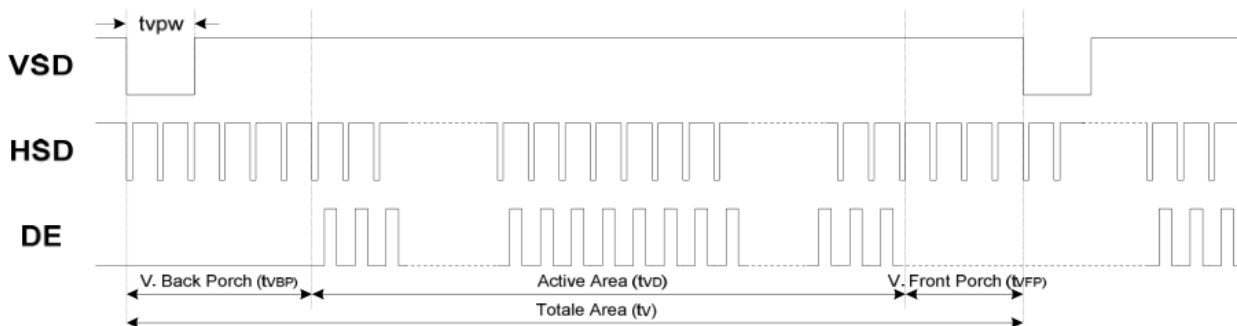 tvpw
VSD
HSD
DE
V. Back Porch (tVBP)
Active Area (tVD)
V. Front Porch (tVFP)
Totale Area (tv)